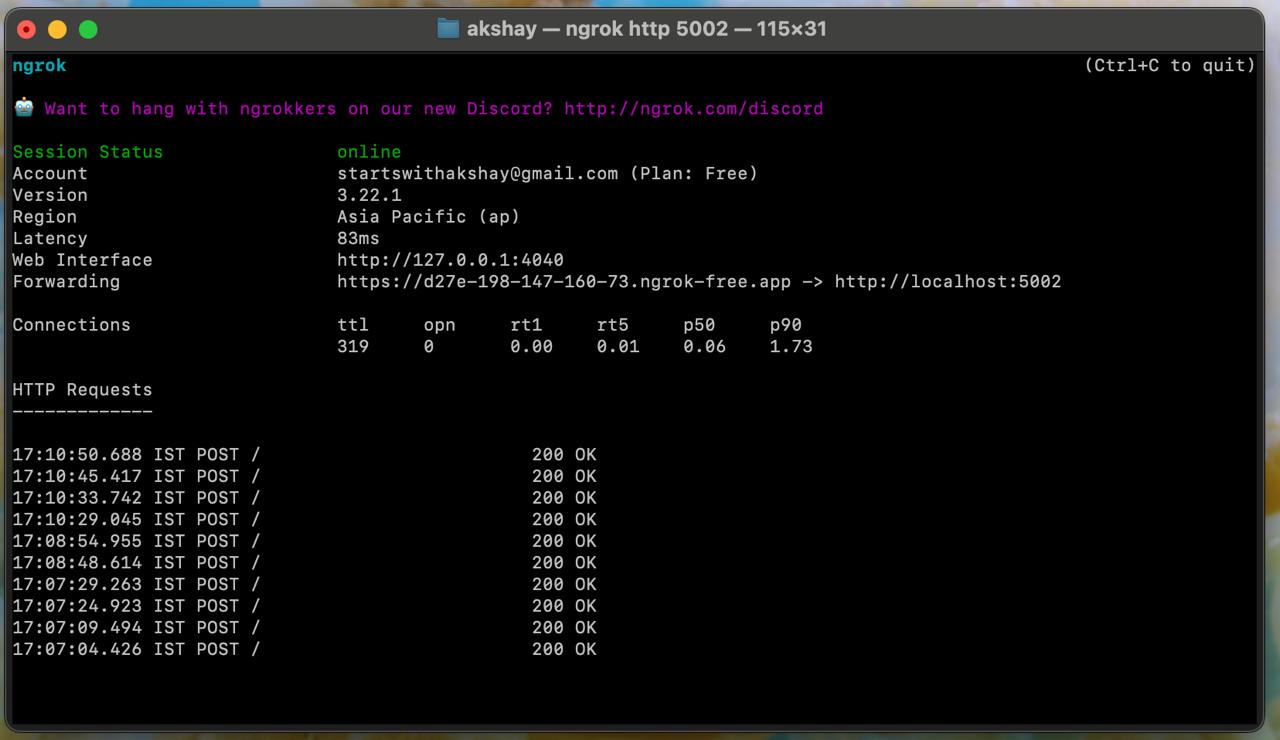 akshay — ngrok http 5002 — 115×31
ngrok (Ctrl+C to quit)
🤖 Want to hang with ngrokkers on our new Discord? http://ngrok.com/discord
Session Status online
Account startswithakshay@gmail.com (Plan: Free)
Version 3.22.1
Region Asia Pacific (ap)
Latency 83ms
Web Interface http://127.0.0.1:4040
Forwarding https://d27e-198-147-160-73.ngrok-free.app -> http://localhost:5002
Connections ttl opn rt1 rt5 p50 p90
319 0 0.00 0.01 0.06 1.73
HTTP Requests
-------------
17:10:50.688 IST POST / 200 OK
17:10:45.417 IST POST / 200 OK
17:10:33.742 IST POST / 200 OK
17:10:29.045 IST POST / 200 OK
17:08:54.955 IST POST / 200 OK
17:08:48.614 IST POST / 200 OK
17:07:29.263 IST POST / 200 OK
17:07:24.923 IST POST / 200 OK
17:07:09.494 IST POST / 200 OK
17:07:04.426 IST POST / 200 OK